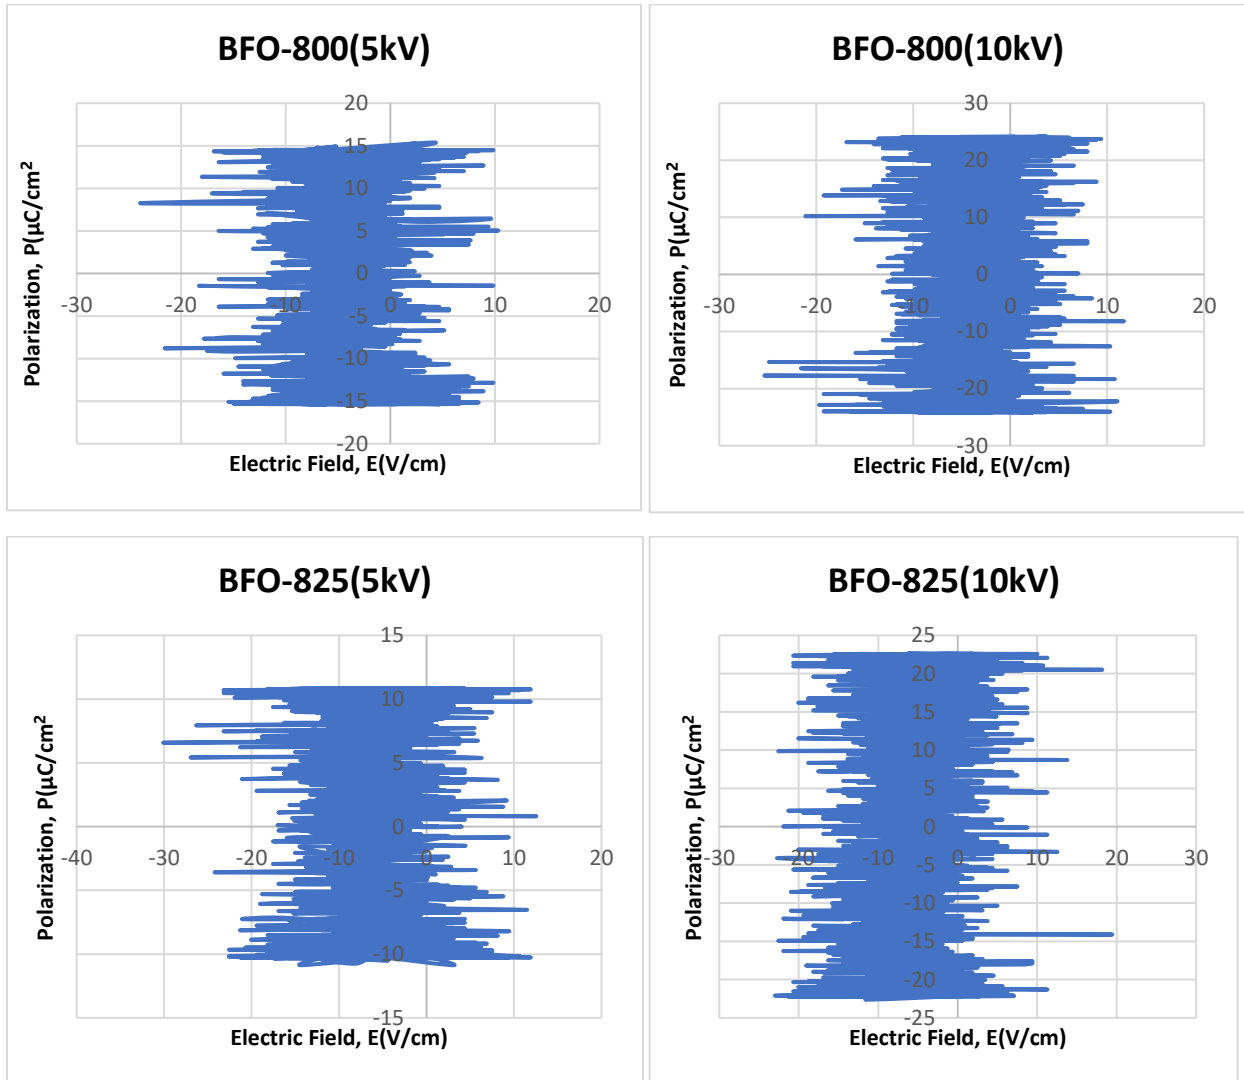 BFO-800(5kV)
20
15
10
5
0
-30 -20 -10 0 10 20
-5
-10
-15
-20
Polarization, P(µC/cm²
Electric Field, E(V/cm)
BFO-800(10kV)
30
20
10
0
-30 -20 -10 0 10 20
-10
-20
-30
Polarization, P(µC/cm²
Electric Field, E(V/cm)
BFO-825(5kV)
15
10
5
0
-40 -30 -20 -10 0 10 20
-5
-10
-15
Polarization, P(µC/cm²
Electric Field, E(V/cm)
BFO-825(10kV)
25
20
15
10
5
0
-30 -20 -10 0 10 20 30
-5
-10
-15
-20
-25
Polarization, P(µC/cm²
Electric Field, E(V/cm)